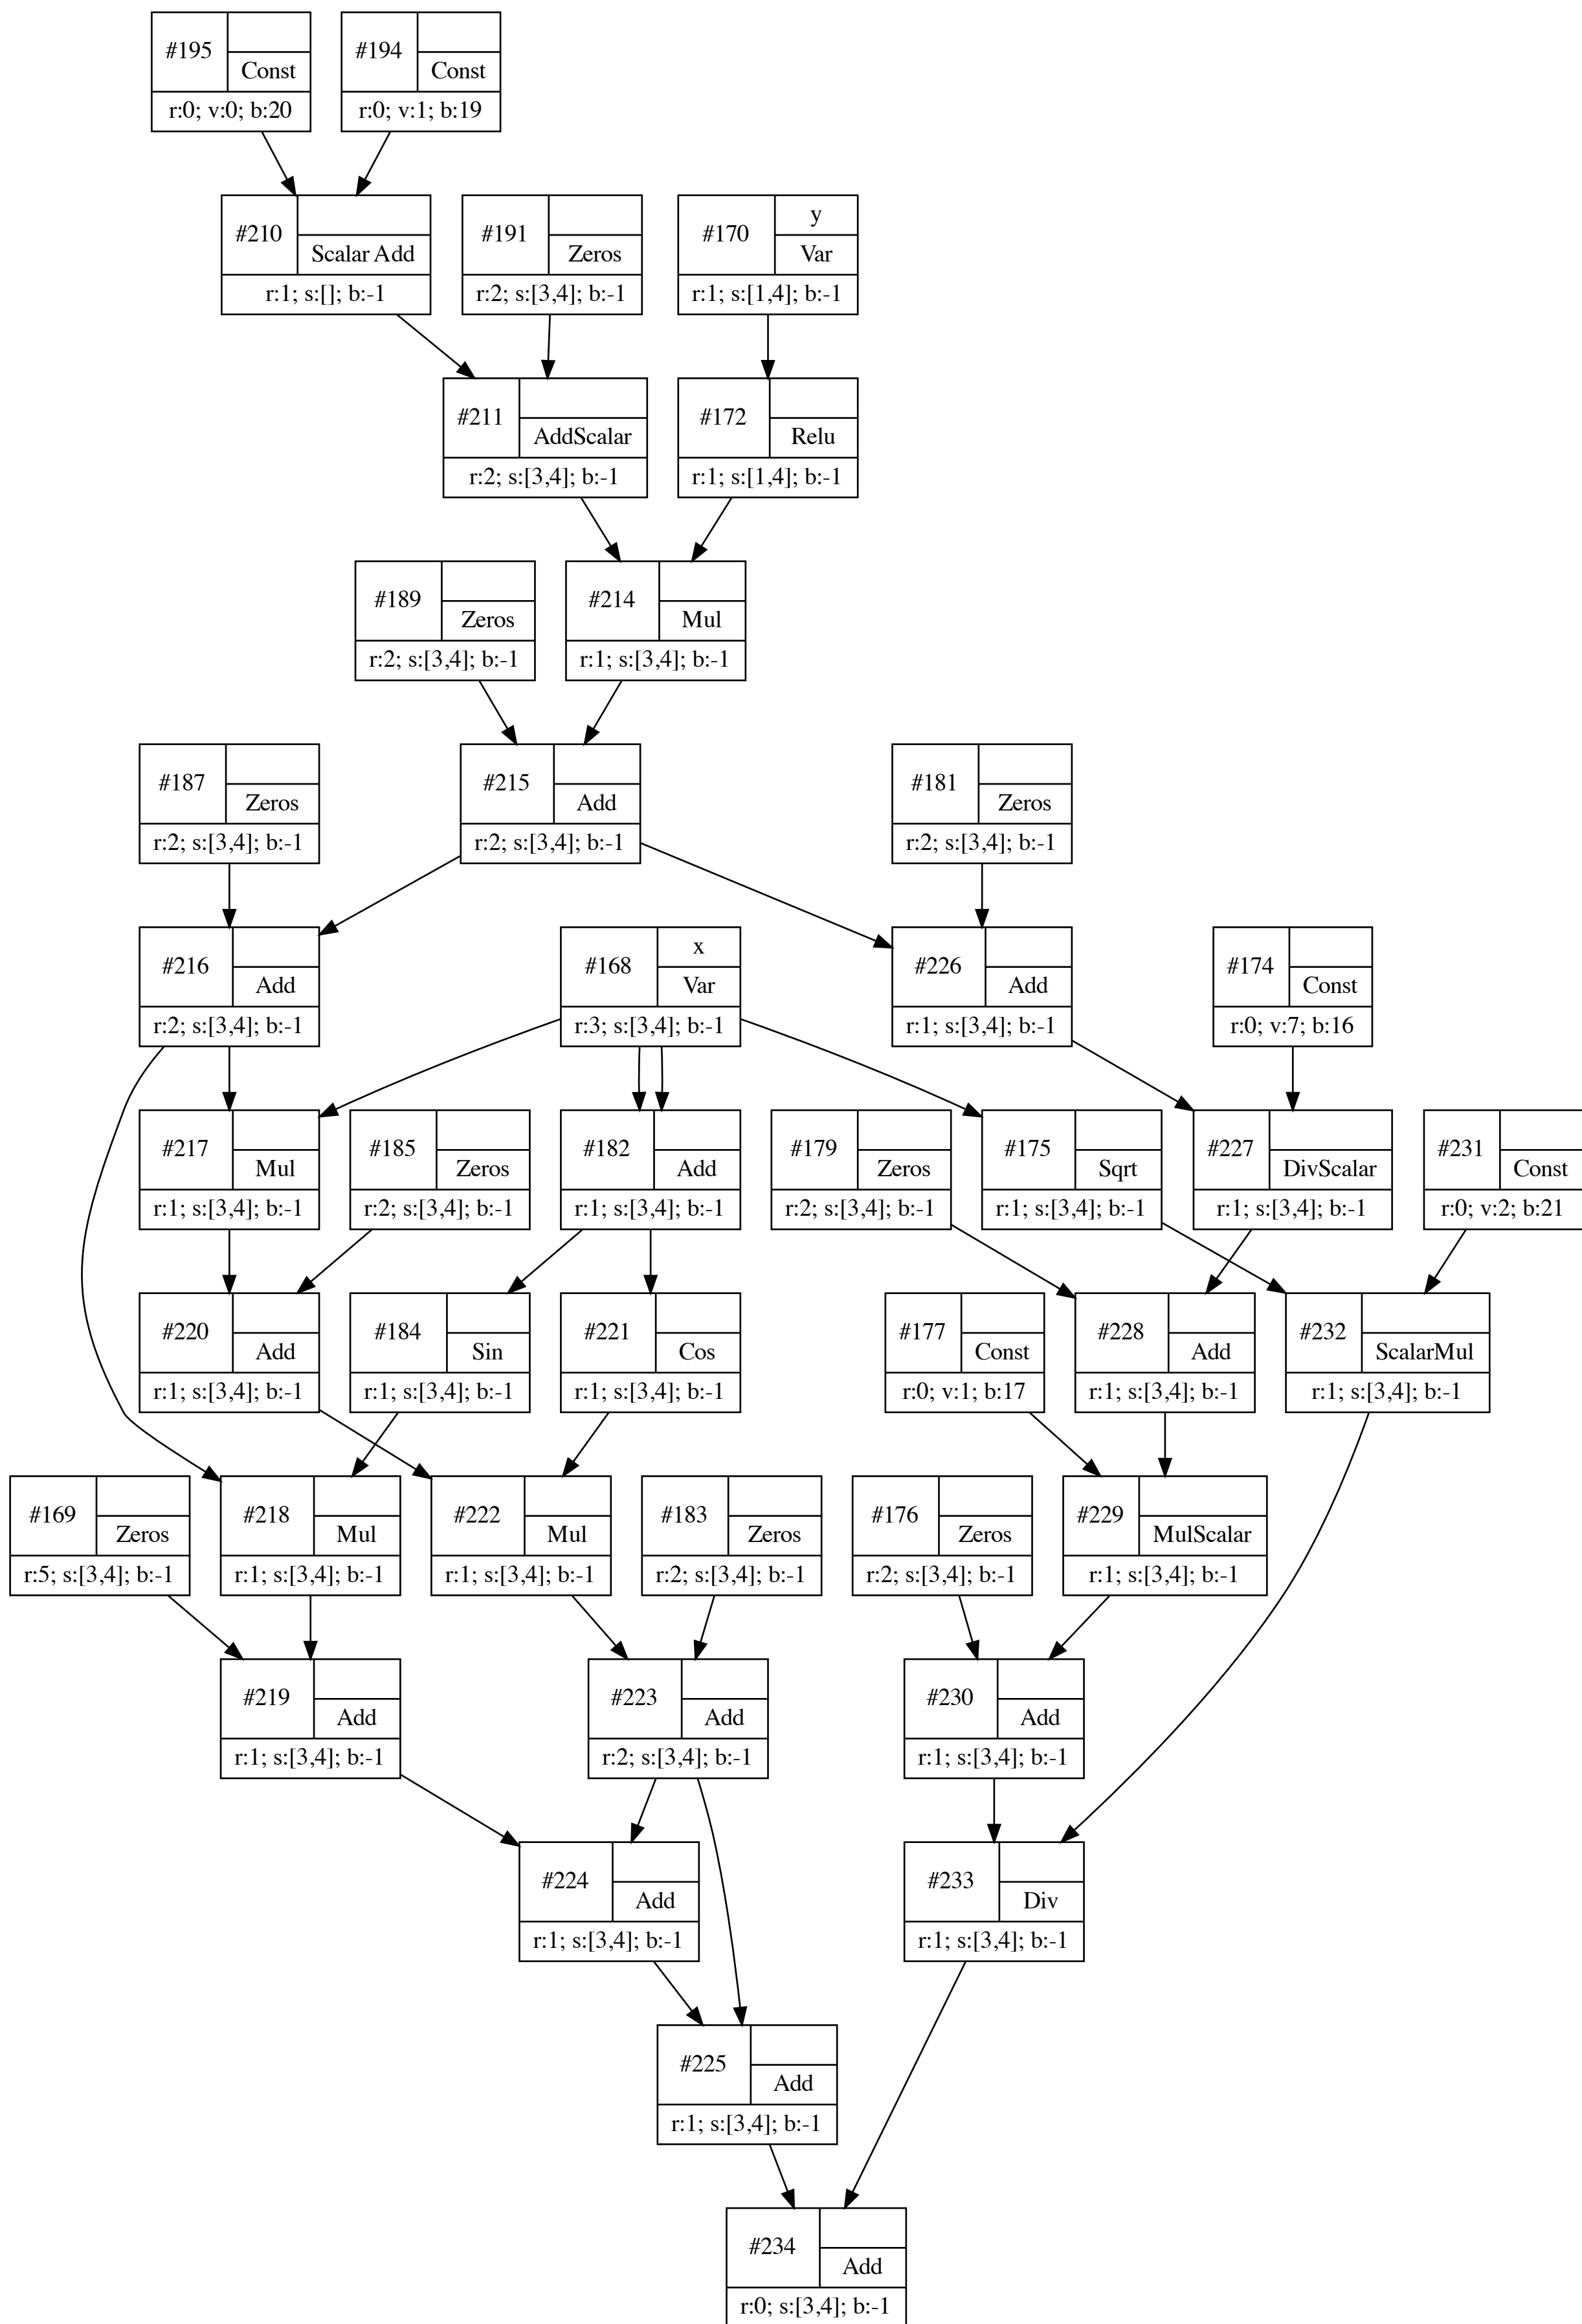 #195
Const
r:0; v:0; b:20
#194
Const
r:0; v:1; b:19
#210
Scalar Add
r:1; s:[]; b:-1
#191
Zeros
r:2; s:[3,4]; b:-1
#170
y
Var
r:1; s:[1,4]; b:-1
#211
AddScalar
r:2; s:[3,4]; b:-1
#172
Relu
r:1; s:[1,4]; b:-1
#189
Zeros
r:2; s:[3,4]; b:-1
#214
Mul
r:1; s:[3,4]; b:-1
#187
Zeros
r:2; s:[3,4]; b:-1
#215
Add
r:2; s:[3,4]; b:-1
#181
Zeros
r:2; s:[3,4]; b:-1
#216
Add
r:2; s:[3,4]; b:-1
#168
x
Var
r:3; s:[3,4]; b:-1
#226
Add
r:1; s:[3,4]; b:-1
#174
Const
r:0; v:7; b:16
#217
Mul
r:1; s:[3,4]; b:-1
#185
Zeros
r:2; s:[3,4]; b:-1
#182
Add
r:1; s:[3,4]; b:-1
#179
Zeros
r:2; s:[3,4]; b:-1
#175
Sqrt
r:1; s:[3,4]; b:-1
#227
DivScalar
r:1; s:[3,4]; b:-1
#231
Const
r:0; v:2; b:21
#220
Add
r:1; s:[3,4]; b:-1
#184
Sin
r:1; s:[3,4]; b:-1
#221
Cos
r:1; s:[3,4]; b:-1
#177
Const
r:0; v:1; b:17
#228
Add
r:1; s:[3,4]; b:-1
#232
ScalarMul
r:1; s:[3,4]; b:-1
#169
Zeros
r:5; s:[3,4]; b:-1
#218
Mul
r:1; s:[3,4]; b:-1
#222
Mul
r:1; s:[3,4]; b:-1
#183
Zeros
r:2; s:[3,4]; b:-1
#176
Zeros
r:2; s:[3,4]; b:-1
#229
MulScalar
r:1; s:[3,4]; b:-1
#219
Add
r:1; s:[3,4]; b:-1
#223
Add
r:2; s:[3,4]; b:-1
#230
Add
r:1; s:[3,4]; b:-1
#224
Add
r:1; s:[3,4]; b:-1
#233
Div
r:1; s:[3,4]; b:-1
#225
Add
r:1; s:[3,4]; b:-1
#234
Add
r:0; s:[3,4]; b:-1